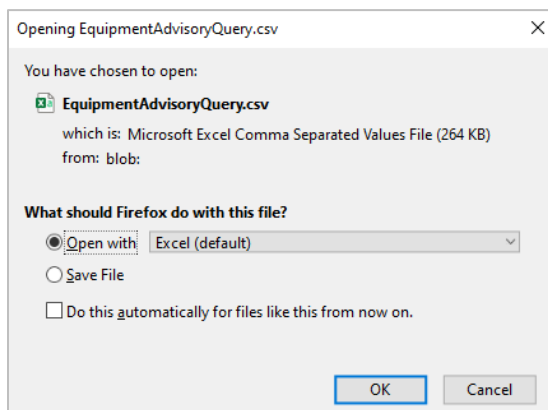 Opening EquipmentAdvisoryQuery.csv
You have chosen to open:
EquipmentAdvisoryQuery.csv
which is: Microsoft Excel Comma Separated Values File (264 KB)
from: blob:
What should Firefox do with this file?
Open with Excel (default)
Save File
Do this automatically for files like this from now on.
OK Cancel